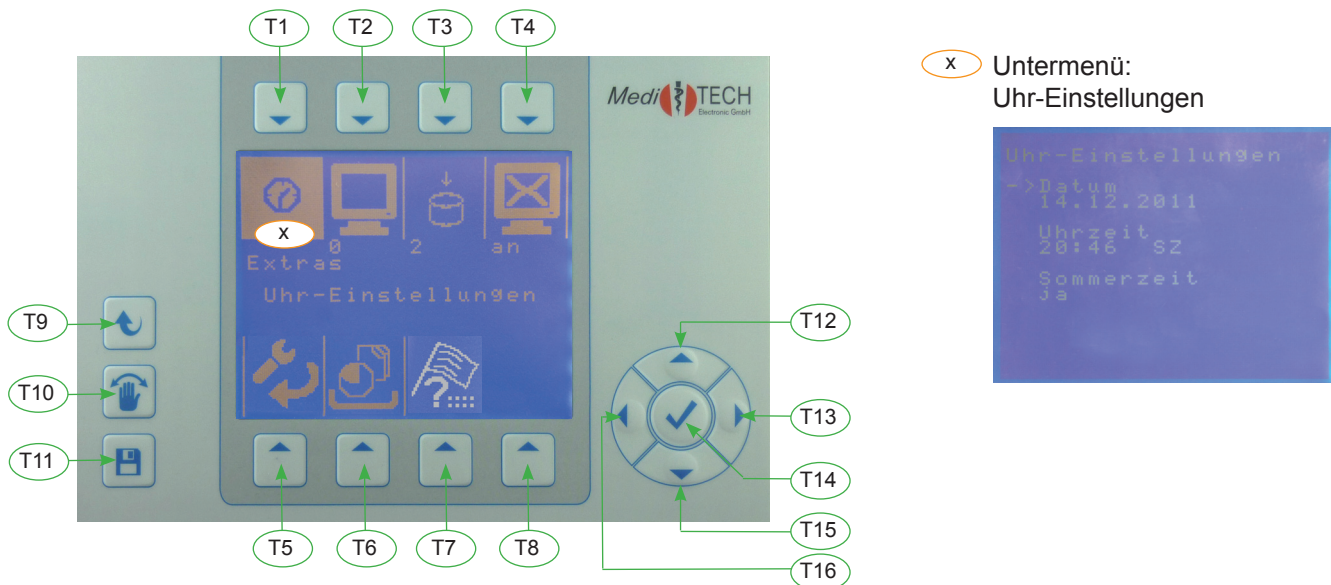 T1
T2
T3
T4
x
Untermenü:
Uhr-Einstellungen
Medi TECH
Electronic GmbH
x
0
2
an
Extras
Uhr-Einstellungen
?
Uhr-Einstellungen
->Datum
14.12.2011
Uhrzeit
20:46 SZ
Sommerzeit
ja
T9
T10
T11
T12
T13
T14
T15
T16
T5
T6
T7
T8